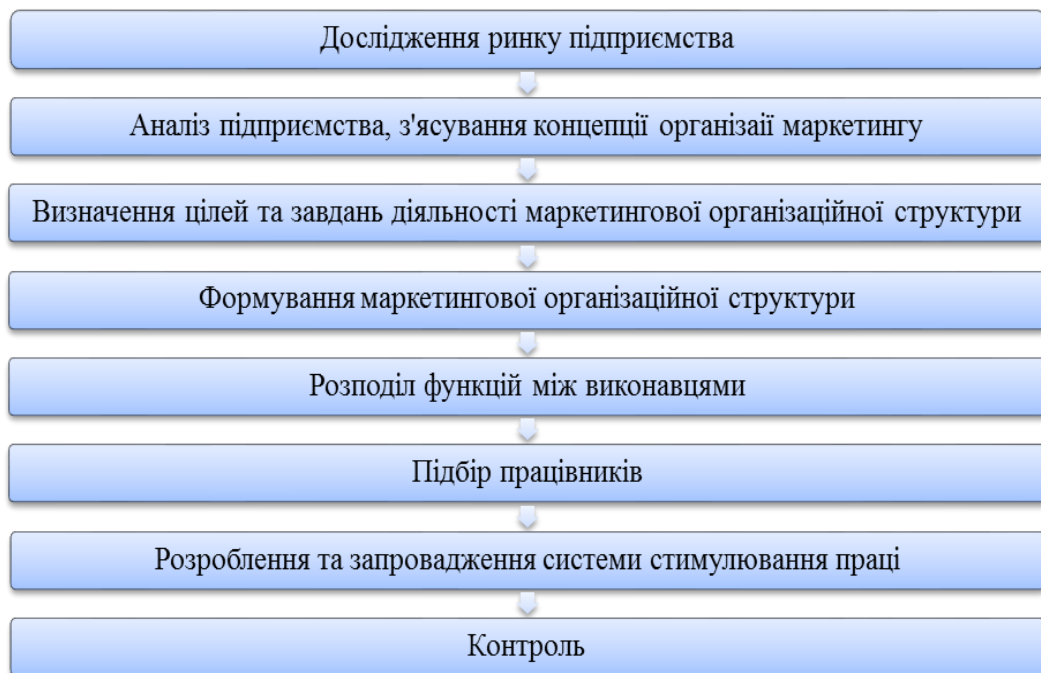 Дослідження ринку підприємства
Аналіз підприємства, з'ясування концепції організаії маркетингу
Визначення цілей та завдань діяльності маркетингової організаційної структури
Формування маркетингової організаційної структури
Розподіл функцій між виконавцями
Підбір працівників
Розроблення та запровадження системи стимулювання праці
Контроль